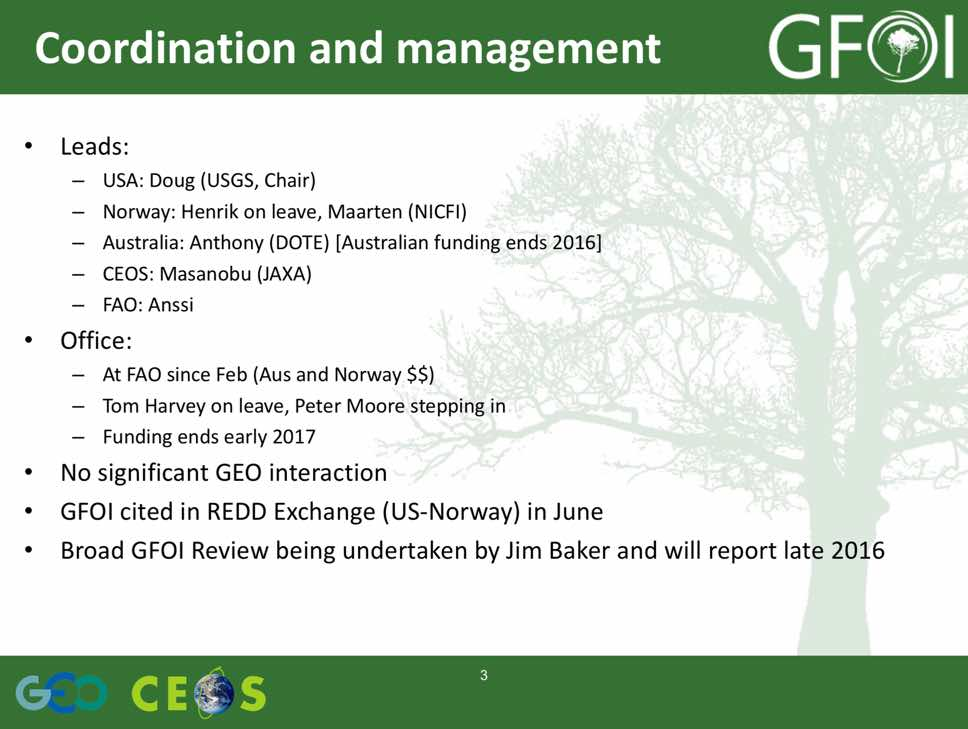 Coordination and management
GFOI
• Leads:
– USA: Doug (USGS, Chair)
– Norway: Henrik on leave, Maarten (NICFI)
– Australia: Anthony (DOTE) [Australian funding ends 2016]
– CEOS: Masanobu (JAXA)
– FAO: Anssi
• Office:
– At FAO since Feb (Aus and Norway $$)
– Tom Harvey on leave, Peter Moore stepping in
– Funding ends early 2017
• No significant GEO interaction
• GFOI cited in REDD Exchange (US-Norway) in June
• Broad GFOI Review being undertaken by Jim Baker and will report late 2016
GEO CEOS
3